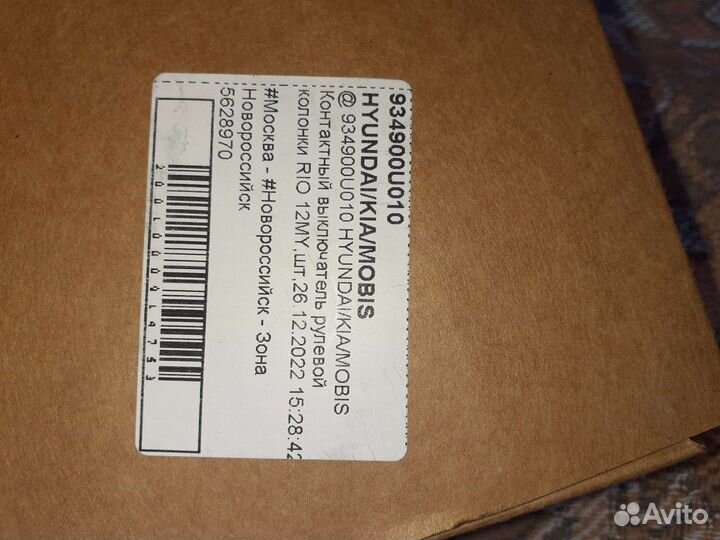 934900U010
HYUNDAI/KIA/MOBIS
@ 934900U010 HYUNDAI/KIA/MOBIS
Контактный выключатель рулевой
колонки RIO 12MY,шт,26.12.2022 15:28:42
#Москва - #Новороссийск - Зона
Новороссийск
5628970
Avito